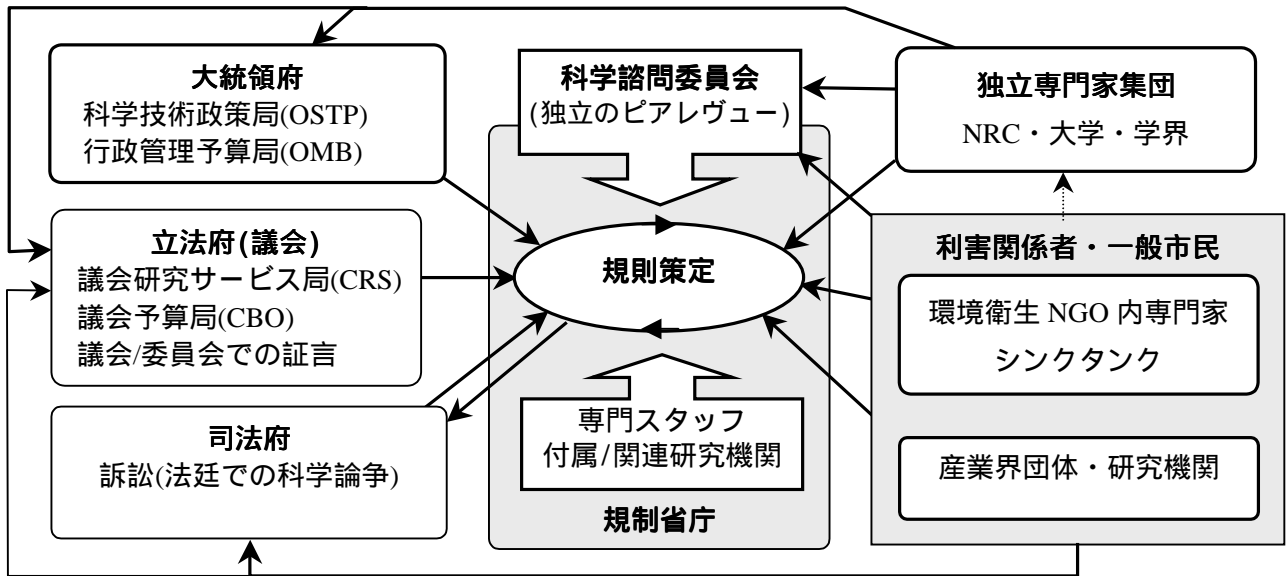 大統領府
科学技術政策局(OSTP)
行政管理予算局(OMB)
科学諮問委員会
(独立のピアレヴュー)
独立専門家集団
NRC・大学・学界
立法府(議会)
議会研究サービス局(CRS)
議会予算局(CBO)
議会/委員会での証言
規則策定
利害関係者・一般市民
環境衛生 NGO 内専門家
シンクタンク
司法府
訴訟(法廷での科学論争)
専門スタッフ
付属/関連研究機関
規制省庁
産業界団体・研究機関